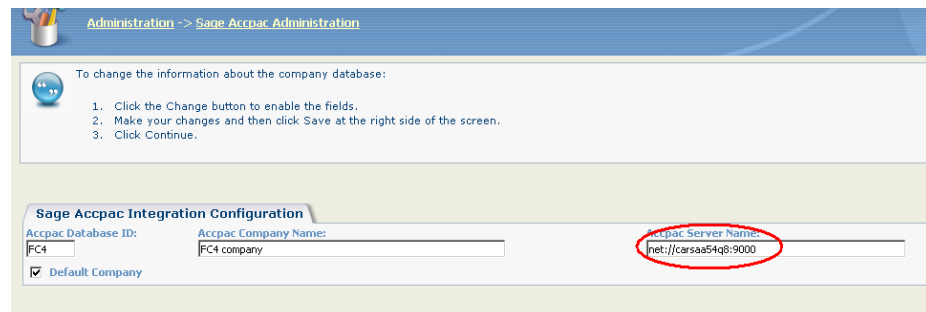 Administration -> Sage Accpac Administration
To change the information about the company database:
1. Click the Change button to enable the fields.
2. Make your changes and then click Save at the right side of the screen.
3. Click Continue.
Sage Accpac Integration Configuration
Accpac Database ID: Accpac Company Name: Accpac Server Name:
FC4 FC4 company net://carsaa54q8:9000
Default Company